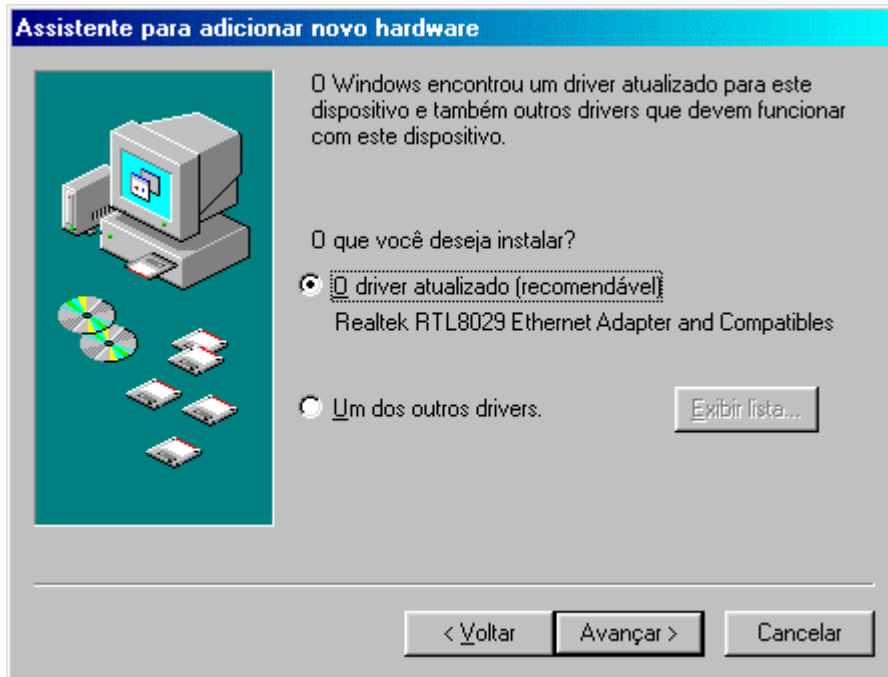 Assistente para adicionar novo hardware
O Windows encontrou um driver atualizado para este
dispositivo e também outros drivers que devem funcionar
com este dispositivo.
O que você deseja instalar?
O driver atualizado (recomendável)
Realtek RTL8029 Ethernet Adapter and Compatibles
Um dos outros drivers.
Exibir lista...
< Voltar
Avançar >
Cancelar